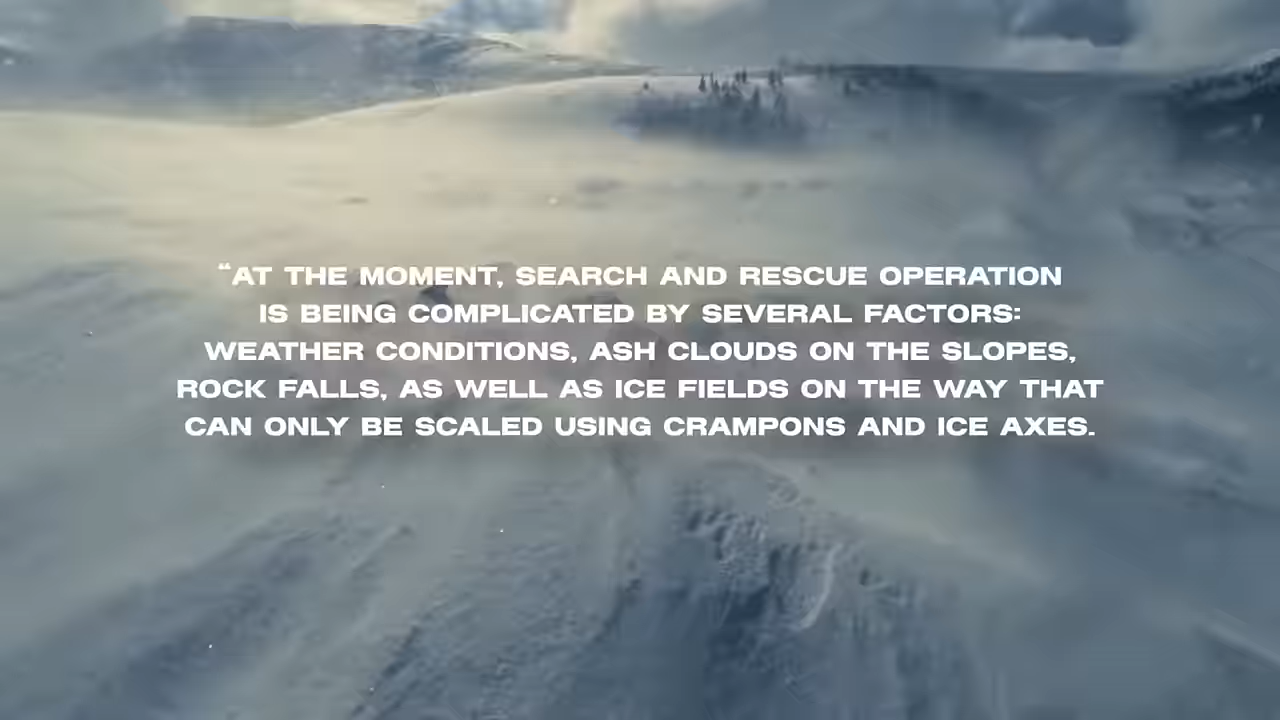 “AT THE MOMENT, SEARCH AND RESCUE OPERATION
IS BEING COMPLICATED BY SEVERAL FACTORS:
WEATHER CONDITIONS, ASH CLOUDS ON THE SLOPES,
ROCK FALLS, AS WELL AS ICE FIELDS ON THE WAY THAT
CAN ONLY BE SCALED USING CRAMPONS AND ICE AXES.